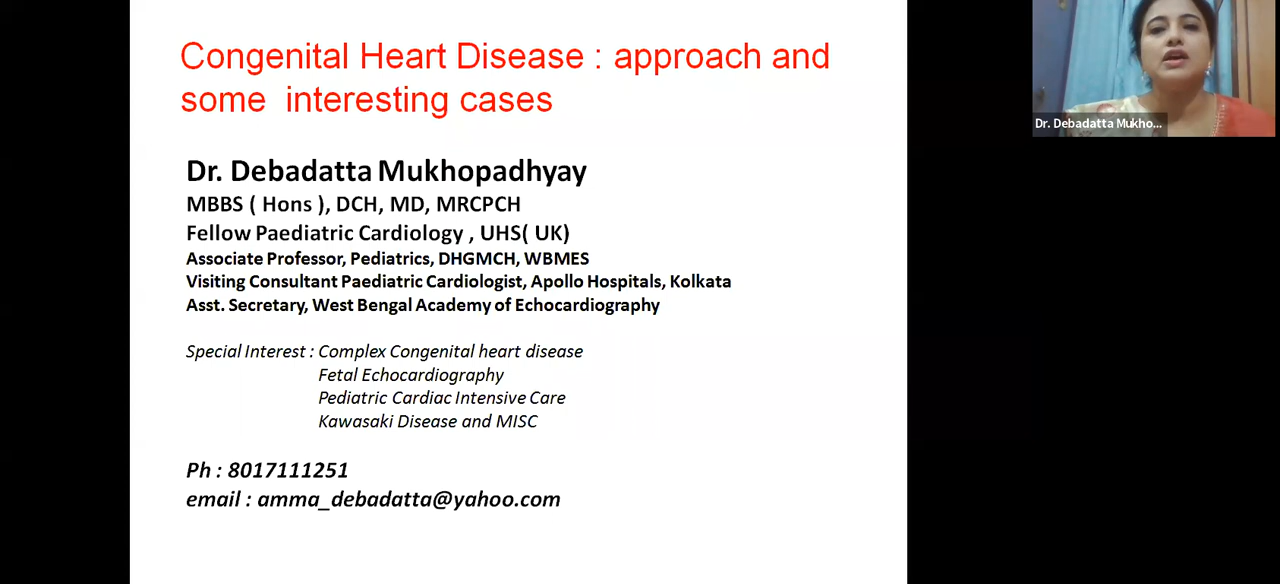 Congenital Heart Disease : approach and
some interesting cases
Dr. Debadatta Mukhopadhyay
MBBS ( Hons ), DCH, MD, MRCPCH
Fellow Paediatric Cardiology , UHS( UK)
Associate Professor, Pediatrics, DHGMCH, WBMES
Visiting Consultant Paediatric Cardiologist, Apollo Hospitals, Kolkata
Asst. Secretary, West Bengal Academy of Echocardiography
Special Interest : Complex Congenital heart disease
Fetal Echocardiography
Pediatric Cardiac Intensive Care
Kawasaki Disease and MISC
Ph : 8017111251
email : amma_debadatta@yahoo.com
Dr. Debadatta Mukho...